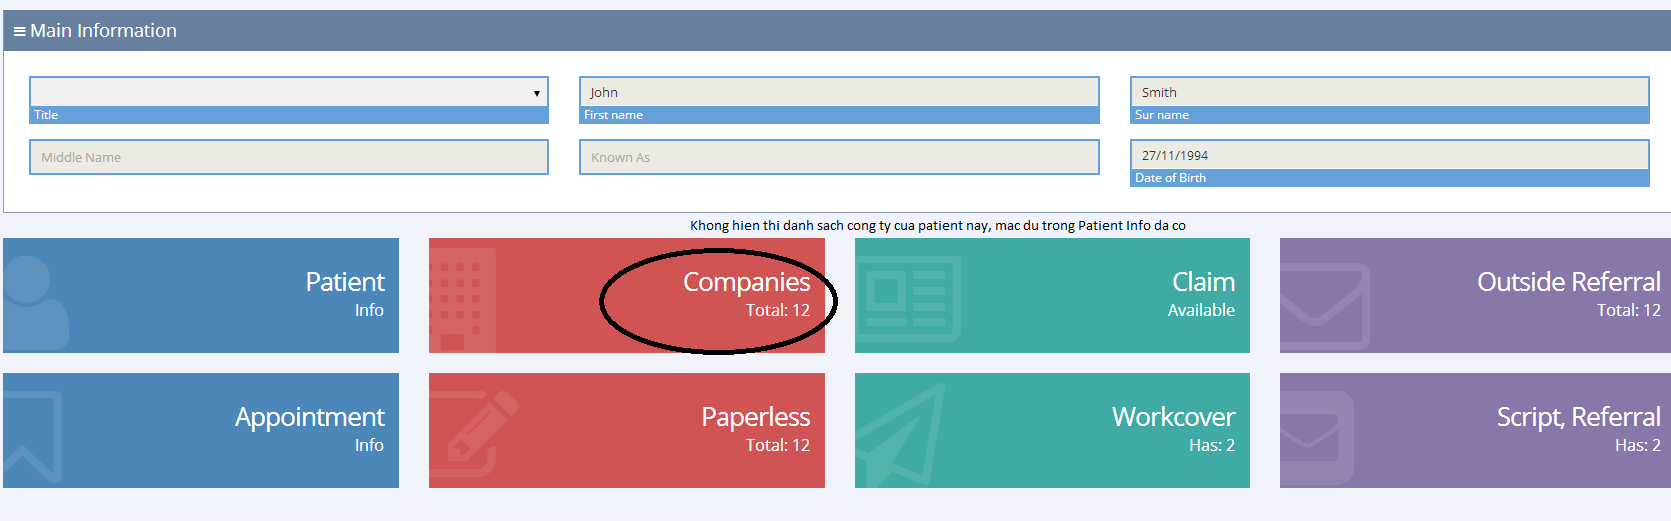 Main Information
Title
John
First name
Smith
Sur name
Middle Name
Known As
27/11/1994
Date of Birth
Khong hien thi danh sach cong ty cua patient nay, mac du trong Patient Info da co
Patient
Info
Companies
Total: 12
Claim
Available
Outside Referral
Total: 12
Appointment
Info
Paperless
Total: 12
Workcover
Has: 2
Script, Referral
Has: 2